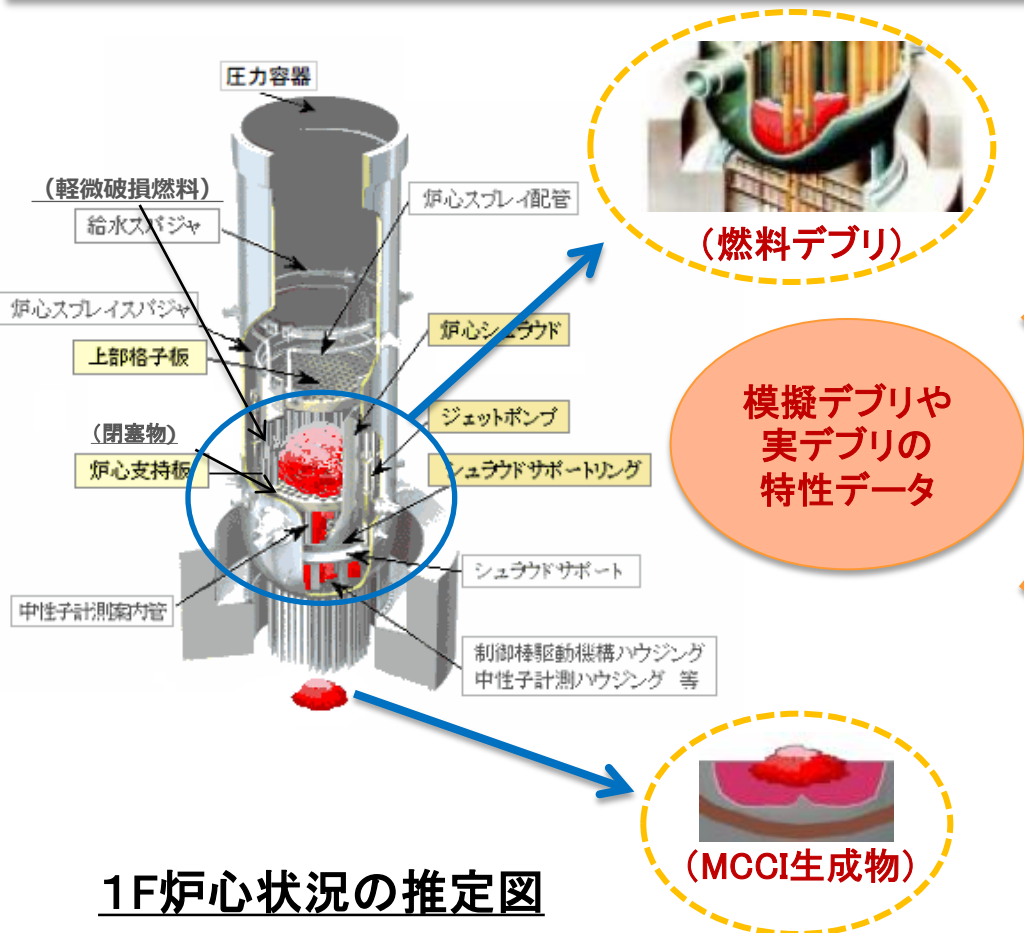 圧力容器
（軽微破損燃料）
炉心スプレイ配管
給水スパジャ
（燃料デブリ）
炉心スプレイスパジャ
炉心シュラウド
上部格子板
ジェットポンプ
（閉塞物）
炉心支持板
シュラウドサポートリング
模擬デブリや
実デブリの
特性データ
シュラウドサポート
中性子計測案内管
制御棒駆動機構ハウジング
中性子計測ハウジング 等
（MCCI生成物）
1F炉心状況の推定図